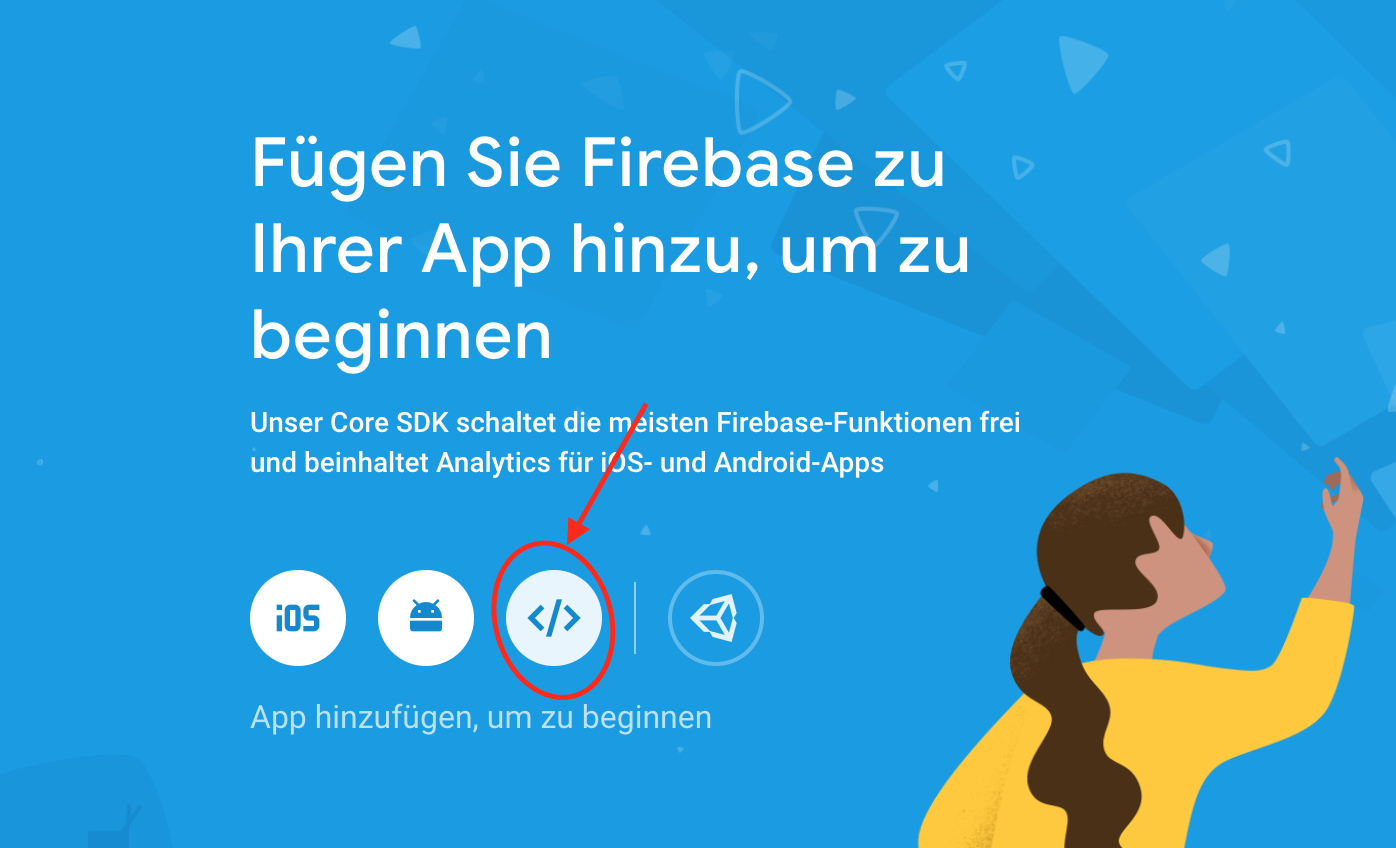 Fügen Sie Firebase zu
Ihrer App hinzu, um zu
beginnen
Unser Core SDK schaltet die meisten Firebase-Funktionen frei
und beinhaltet Analytics für iOS- und Android-Apps
iOS
</>
App hinzufügen, um zu beginnen